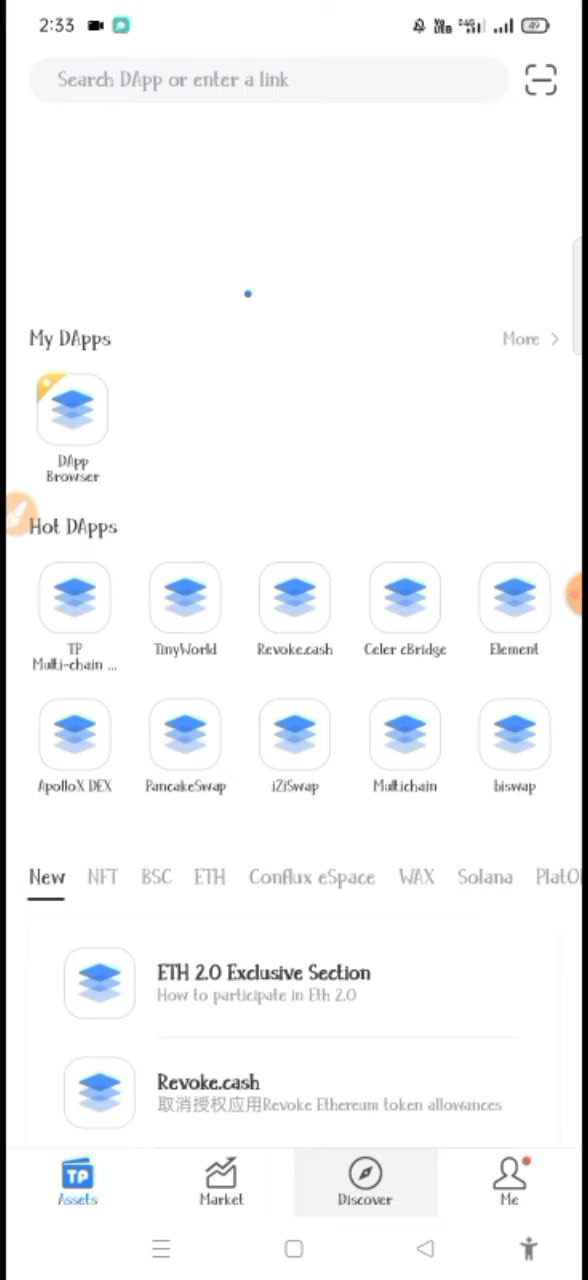 2:33
49
Search DApp or enter a link
My DApps
More
DApp
Browser
Hot DApps
TP
Multi-chain ...
TinyWorld
Revoke.cash
Celer cBridge
Element
ApolloX DEX
PancakeSwap
iZiSwap
Multichain
biswap
New NFT BSC ETH Conflux eSpace WAX Solana PlatO
ETH 2.0 Exclusive Section
How to participate in Eth 2.0
Revoke.cash
取消授权应用Revoke Ethereum token allowances
TP
Assets
Market
Discover
Me